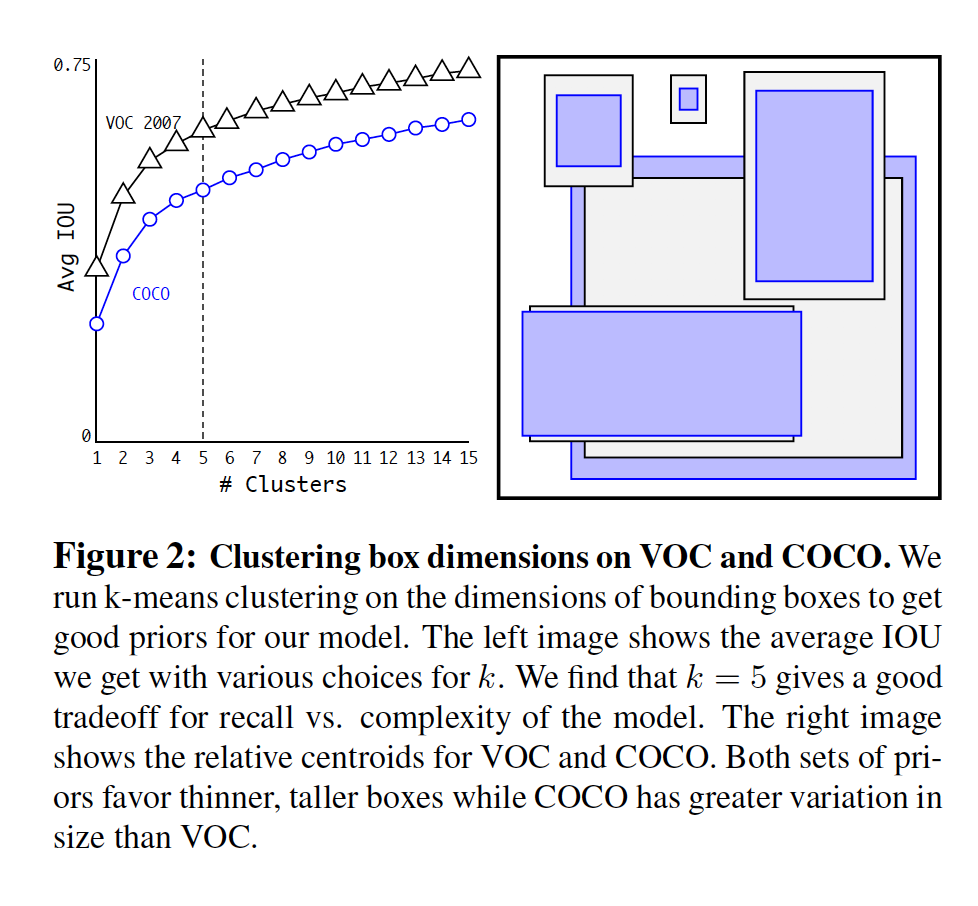 0.75
VOC 2007
Avg IOU
COCO
0
1 2 3 4 5 6 7 8 9 10 11 12 13 14 15
# Clusters
Figure 2: Clustering box dimensions on VOC and COCO. We
run k-means clustering on the dimensions of bounding boxes to get
good priors for our model. The left image shows the average IOU
we get with various choices for k. We find that k = 5 gives a good
tradeoff for recall vs. complexity of the model. The right image
shows the relative centroids for VOC and COCO. Both sets of pri-
ors favor thinner, taller boxes while COCO has greater variation in
size than VOC.